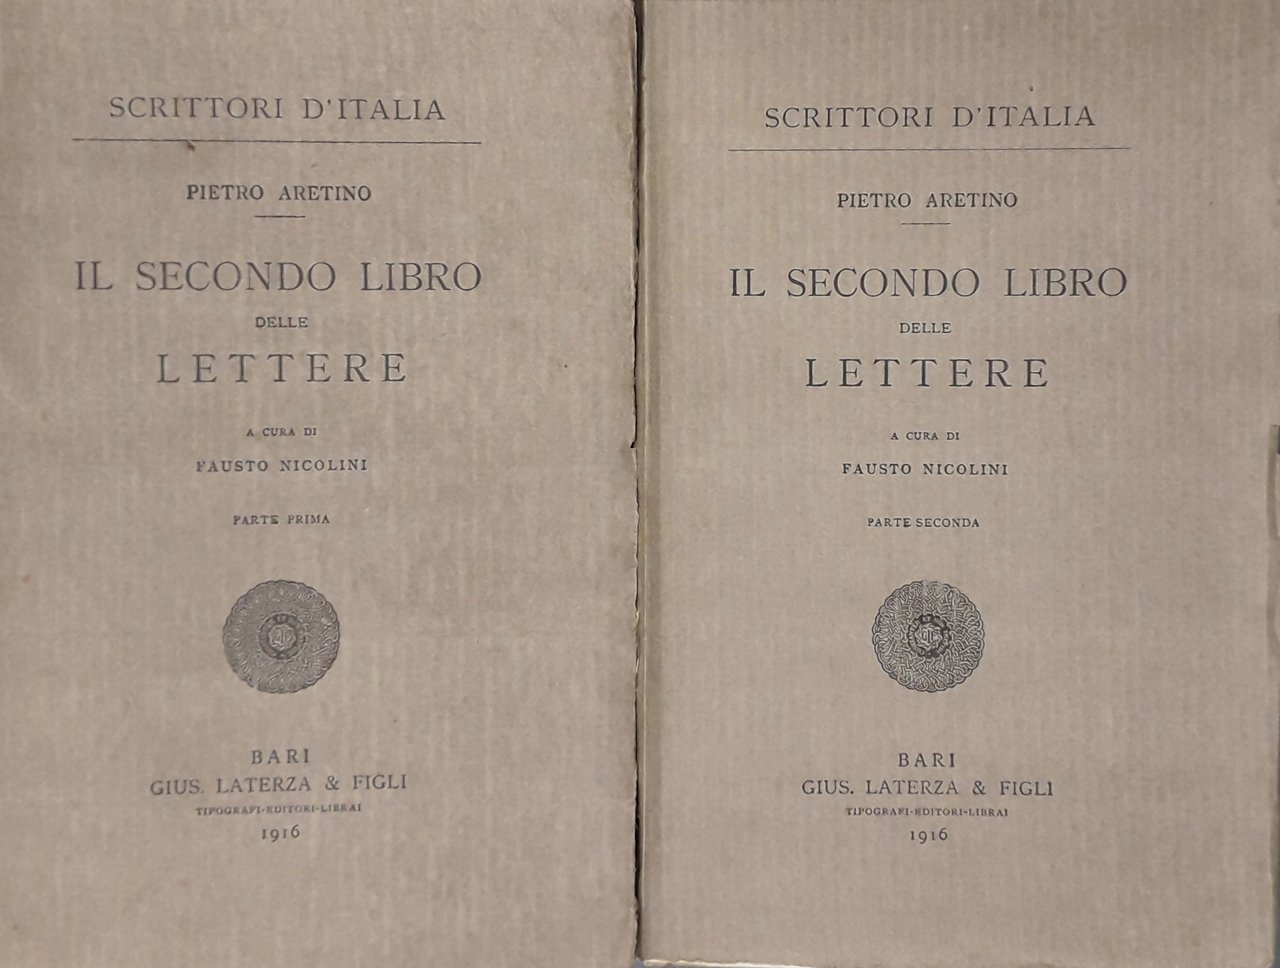 SCRITTORI D'ITALIA
PIETRO ARETINO
IL SECONDO LIBRO
DELLE
LETTERE
A CURA DI
FAUSTO NICOLINI
PARTE PRIMA
BARI
GIUS. LATERZA & FIGLI
TIPOGRAFI-EDITORI-LIBRAI
1916
SCRITTORI D'ITALIA
PIETRO ARETINO
IL SECONDO LIBRO
DELLE
LETTERE
A CURA DI
FAUSTO NICOLINI
PARTE SECONDA
BARI
GIUS. LATERZA & FIGLI
TIPOGRAFI-EDITORI-LIBRAI
1916